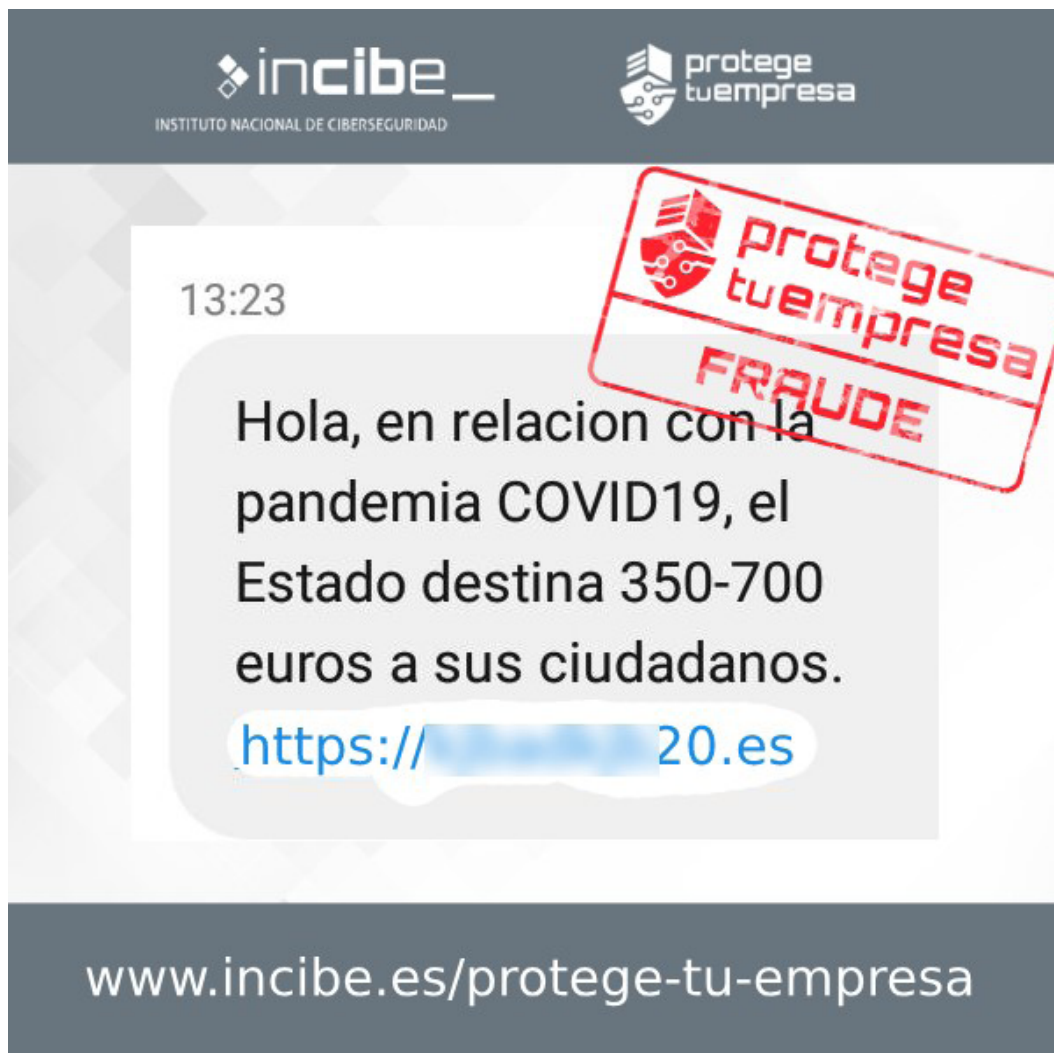 incibe_
INSTITUTO NACIONAL DE CIBERSEGURIDAD
protege
tuempresa
protege
tuempresa
FRAUDE
13:23
Hola, en relacion con la
pandemia COVID19, el
Estado destina 350-700
euros a sus ciudadanos.
https:// 20.es
www.incibe.es/protege-tu-empresa